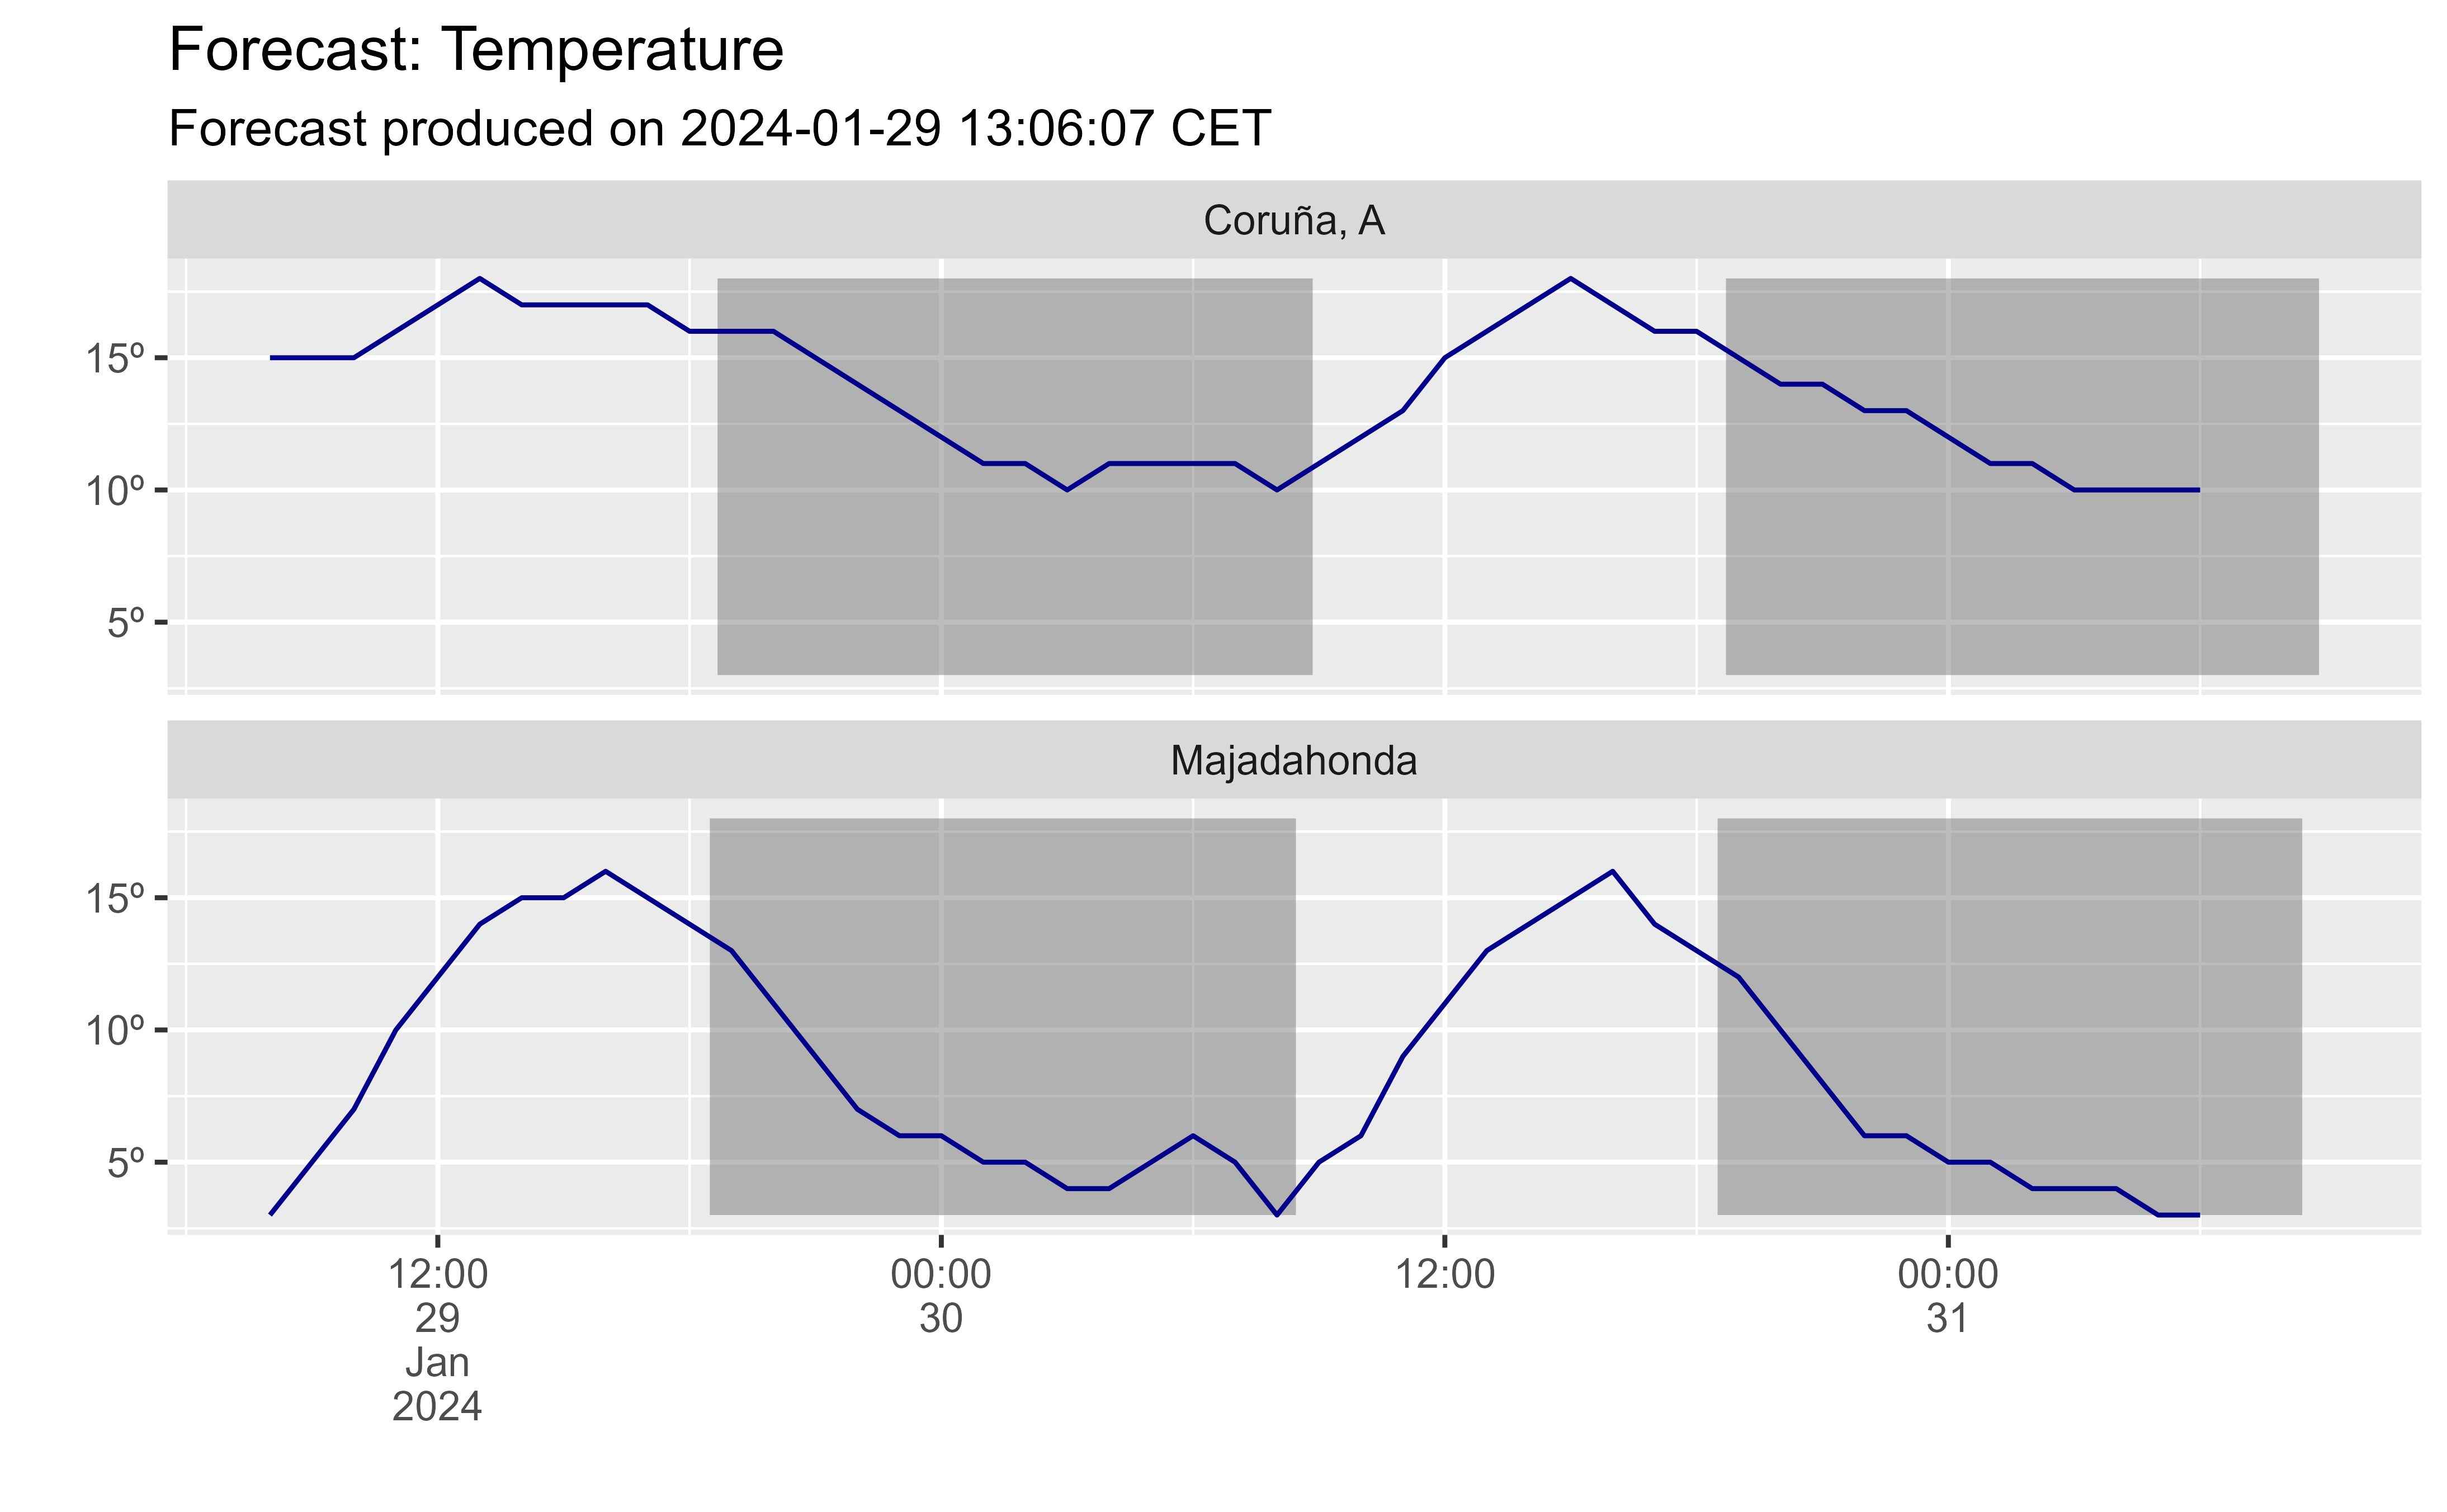 Forecast: Temperature
Forecast produced on 2024-01-29 13:06:07 CET
Coruña, A
15º
10º
5º
Majadahonda
15º
10º
5º
12:00 00:00 12:00 00:00
29 30 31
Jan
2024